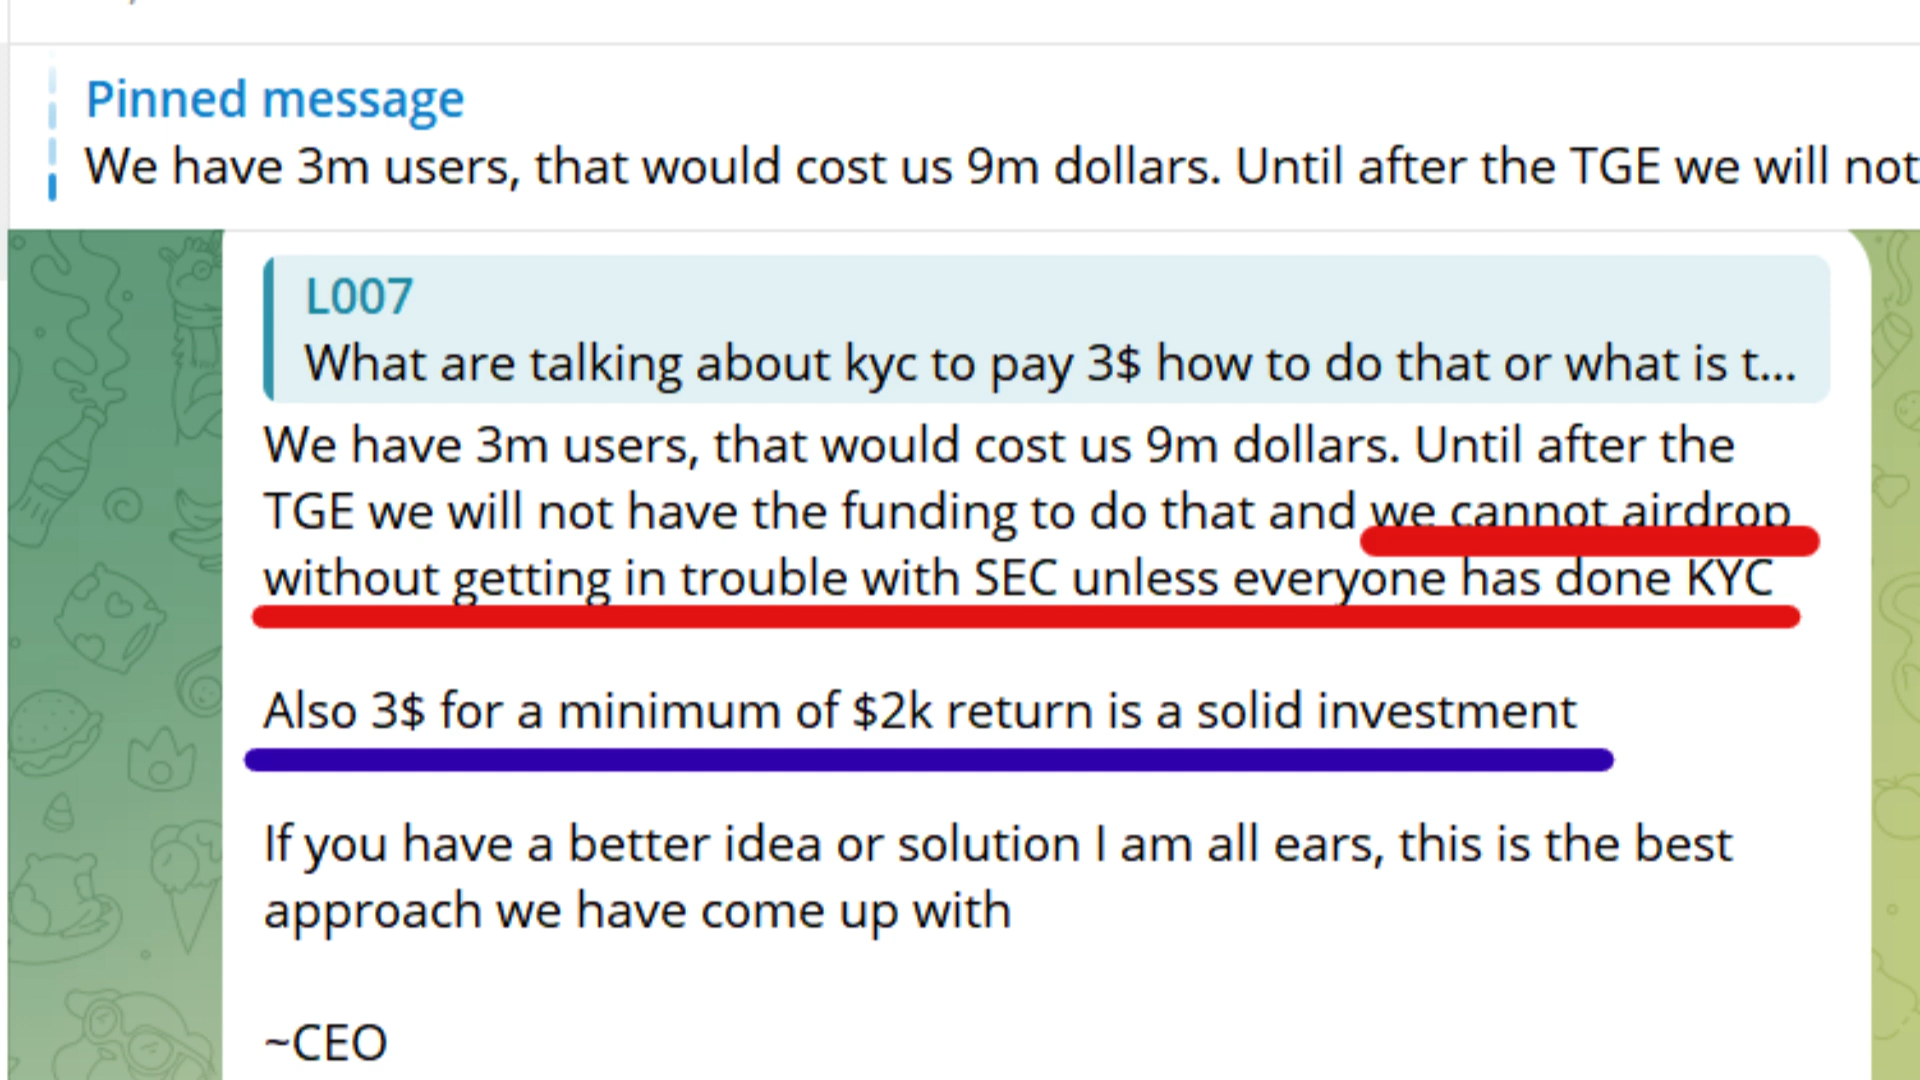 Pinned message
We have 3m users, that would cost us 9m dollars. Until after the TGE we will not
L007
What are talking about kyc to pay 3$ how to do that or what is t...
We have 3m users, that would cost us 9m dollars. Until after the
TGE we will not have the funding to do that and we cannot airdrop
without getting in trouble with SEC unless everyone has done KYC
Also 3$ for a minimum of $2k return is a solid investment
If you have a better idea or solution I am all ears, this is the best
approach we have come up with
~CEO